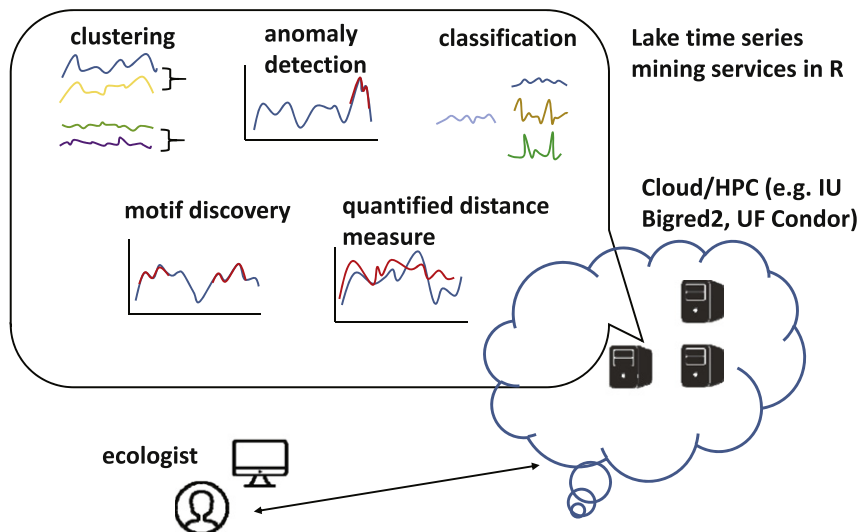 clustering
anomaly
detection
classification
Lake time series
mining services in R
motif discovery
quantified distance
measure
Cloud/HPC (e.g. IU
Bigred2, UF Condor)
ecologist